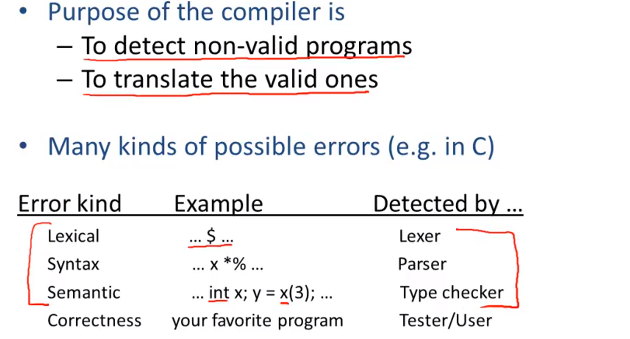 • Purpose of the compiler is
– To detect non-valid programs
– To translate the valid ones
• Many kinds of possible errors (e.g. in C)
Error kind Example Detected by ...
Lexical ... $ ... Lexer
Syntax ... x *% ... Parser
Semantic ... int x; y = x(3); ... Type checker
Correctness your favorite program Tester/User